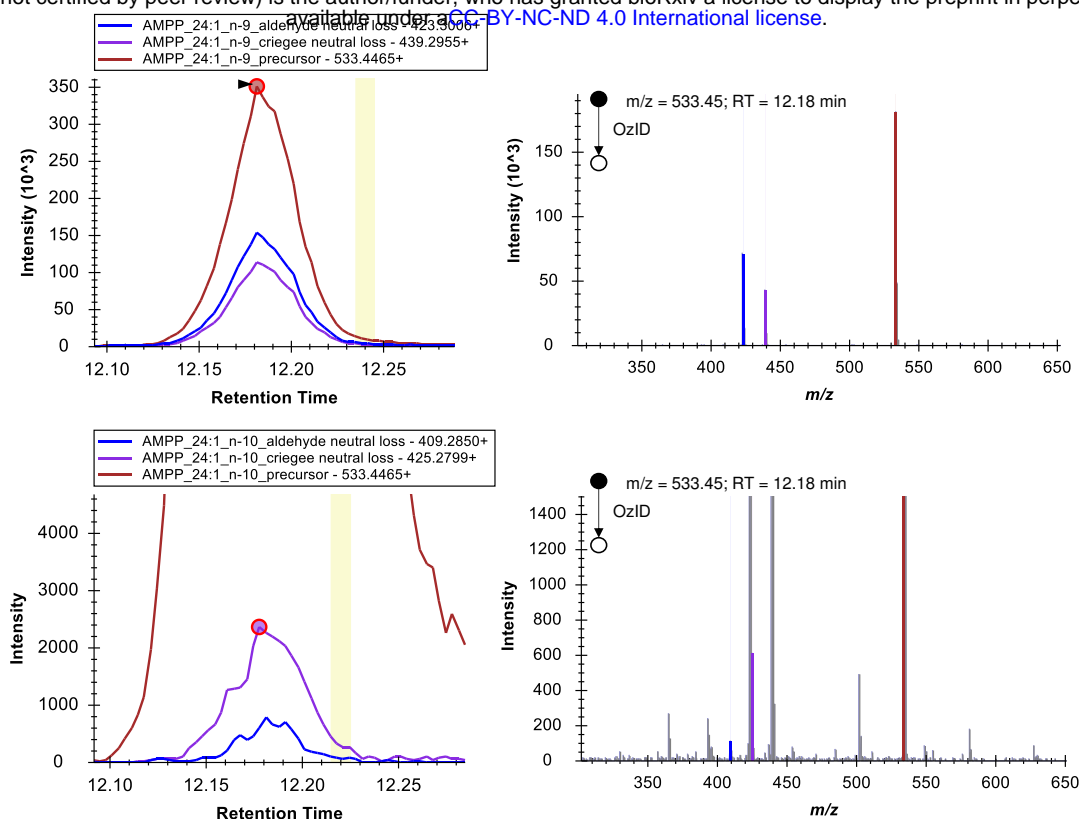 not certified by peer review) is the author/funder, who has granted bioRxiv a license to display the preprint in perpe
available under aCC-BY-NC-ND 4.0 International license.
AMPP_24:1_n-9_aldehyde neutral loss - 423.3006+
AMPP_24:1_n-9_criegee neutral loss - 439.2955+
AMPP_24:1_n-9_precursor - 533.4465+
350
300
250
200
150
100
50
0
Intensity (10^3)
12.10 12.15 12.20 12.25
Retention Time
m/z = 533.45; RT = 12.18 min
OzID
150
100
50
0
Intensity (10^3)
350 400 450 500 550 600 650
m/z
AMPP_24:1_n-10_aldehyde neutral loss - 409.2850+
AMPP_24:1_n-10_criegee neutral loss - 425.2799+
AMPP_24:1_n-10_precursor - 533.4465+
4000
3000
2000
1000
0
Intensity
12.10 12.15 12.20 12.25
Retention Time
m/z = 533.45; RT = 12.18 min
OzID
1400
1200
1000
800
600
400
200
0
Intensity
350 400 450 500 550 600 650
m/z